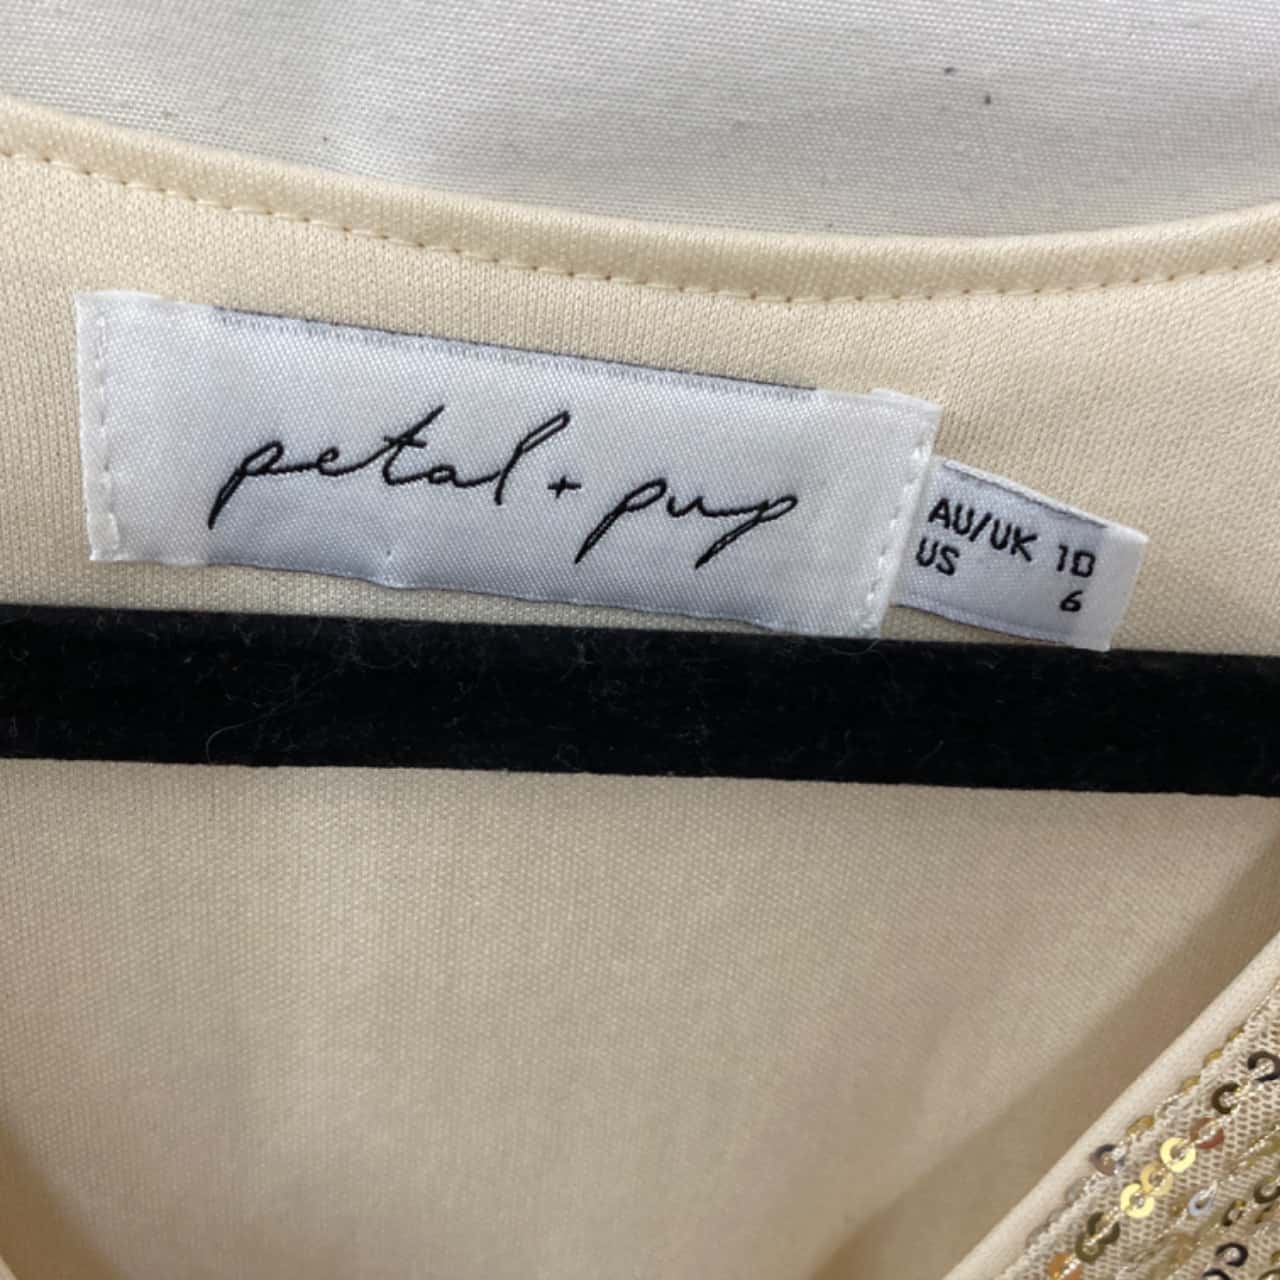 petal + pup
AU/UK 10
US 6